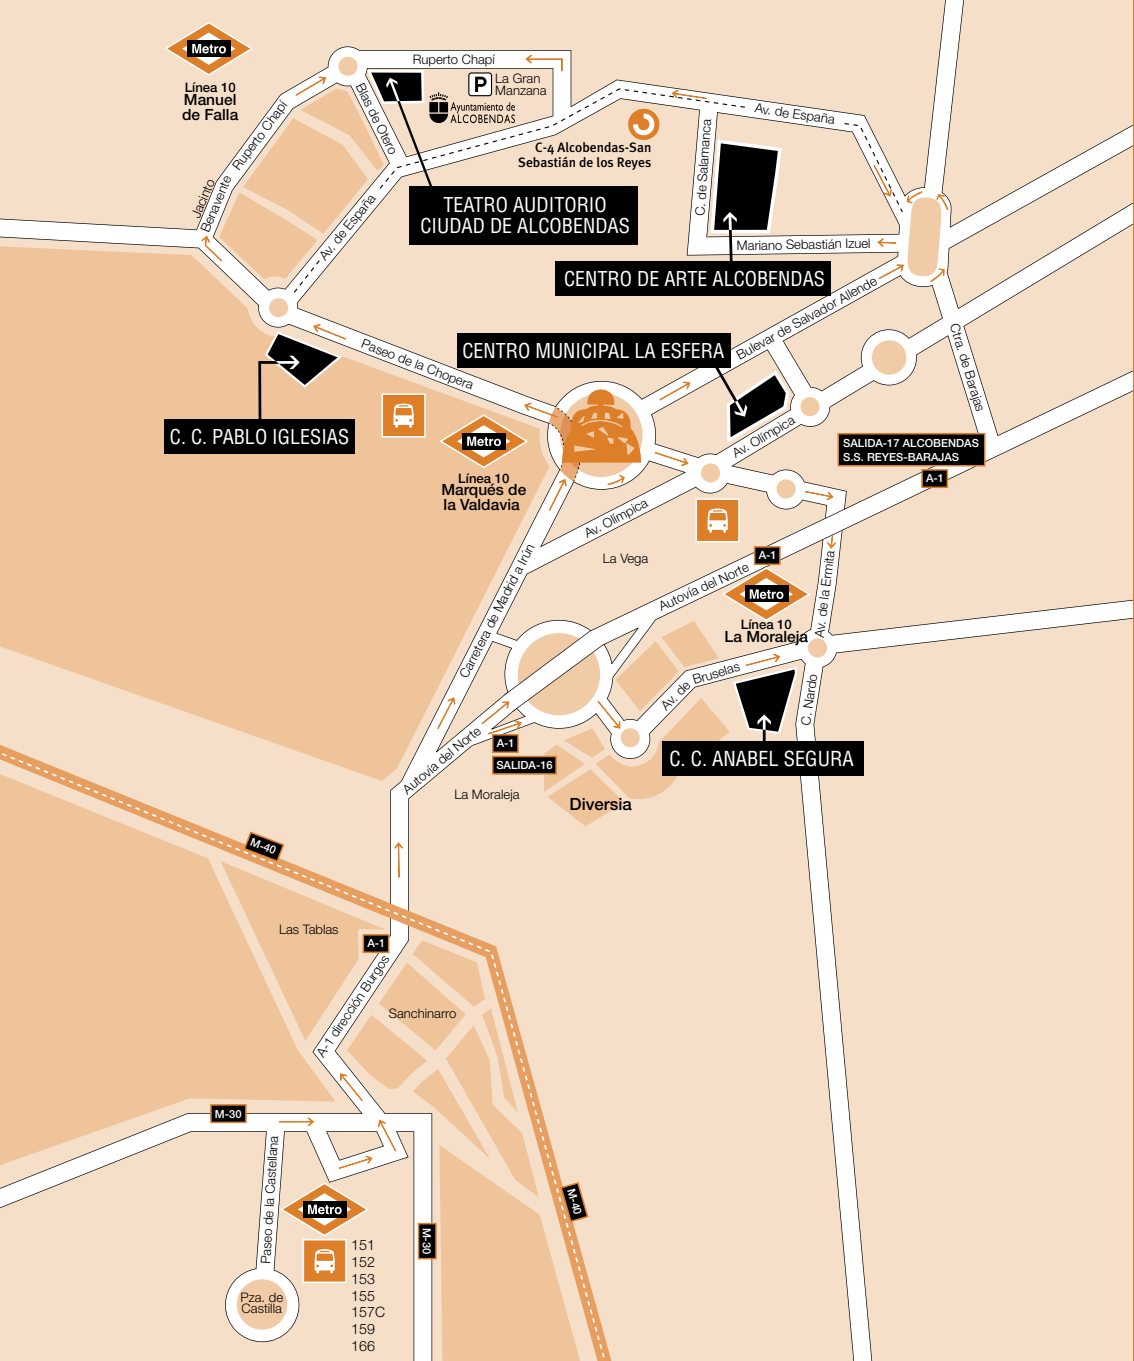 Metro
Línea 10
Manuel
de Falla
Ruperto Chapí
P
La Gran
Manzana
Ayuntamiento de
ALCOBENDAS
Blas de Otero
Ruperto Chapí
Jacinto
Benavente
Av. de España
Av. de España
C-4 Alcobendas-San
Sebastián de los Reyes
C. de Salamanca
TEATRO AUDITORIO
CIUDAD DE ALCOBENDAS
Mariano Sebastián Izuel
CENTRO DE ARTE ALCOBENDAS
Bulevar de Salvador Allende
Ctra. de Barajas
Paseo de la Chopera
CENTRO MUNICIPAL LA ESFERA
C. C. PABLO IGLESIAS
Metro
Línea 10
Marqués de
la Valdavia
Av. Olímpica
SALIDA-17 ALCOBENDAS
S.S. REYES-BARAJAS
A-1
Av. Olímpica
La Vega
A-1
Autovía del Norte
Metro
Línea 10
La Moraleja
Av. de la Ermita
Carretera de Madrid a Irún
Av. de Bruselas
C. Nardo
Autovía del Norte
A-1
SALIDA-16
C. C. ANABEL SEGURA
La Moraleja
Diversia
M-40
Las Tablas
A-1
A-1 dirección Burgos
Sanchinarro
M-30
Paseo de la Castellana
Metro
M-40
M-30
Pza. de
Castilla
151
152
153
155
157C
159
166